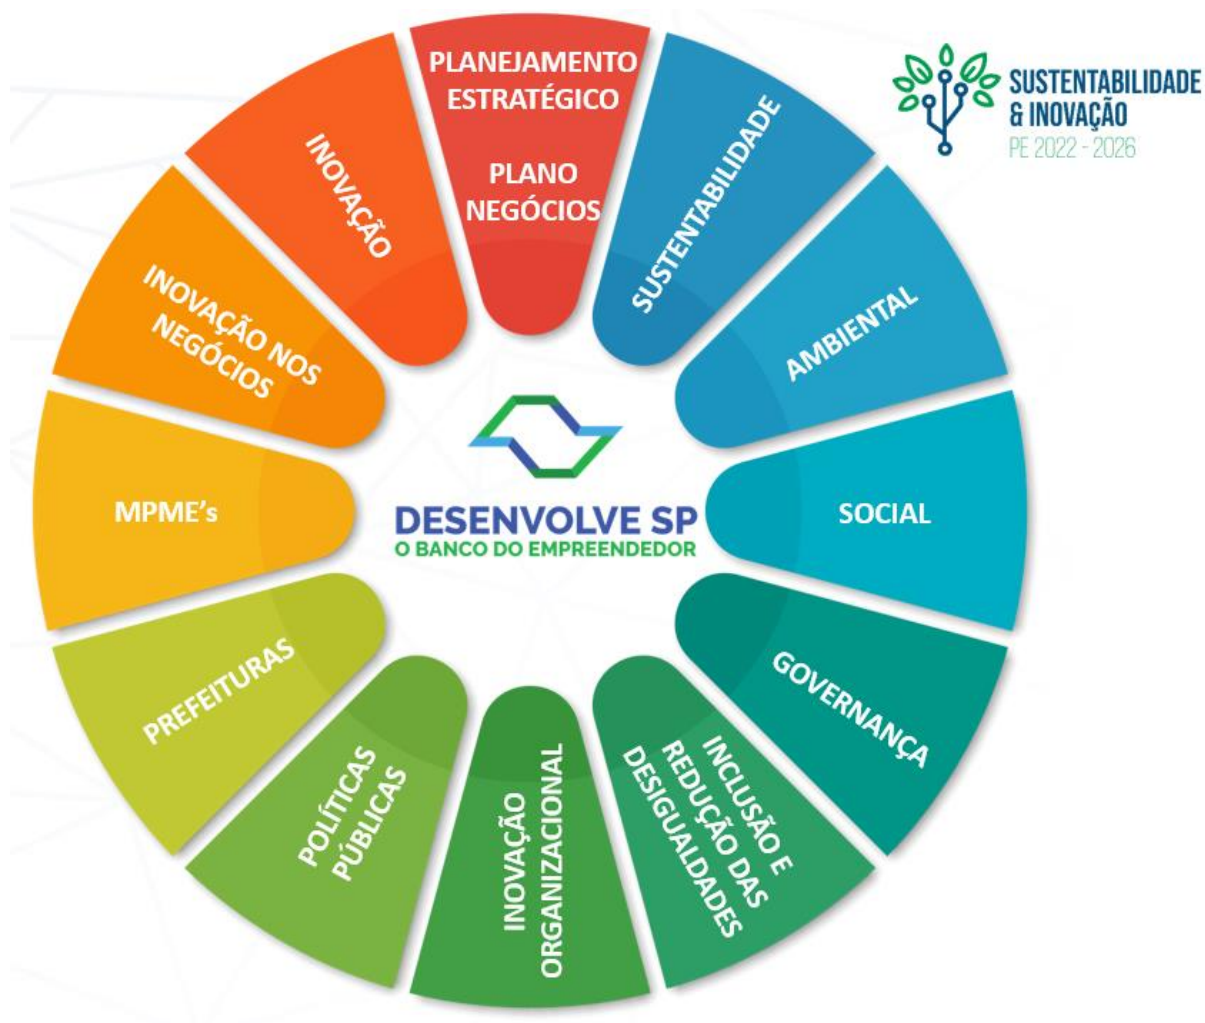 PLANEJAMENTO
ESTRATÉGICO
PLANO
NEGÓCIOS
SUSTENTABILIDADE
AMBIENTAL
SOCIAL
GOVERNANÇA
INCLUSÃO E
REDUÇÃO DAS
DESIGUALDADES
INOVAÇÃO
ORGANIZACIONAL
POLÍTICAS
PÚBLICAS
PREFEITURAS
MPME’s
INOVAÇÃO NOS
NEGÓCIOS
INOVAÇÃO
DESENVOLVE SP
O BANCO DO EMPREENDEDOR
SUSTENTABILIDADE
& INOVAÇÃO
PE 2022 - 2026